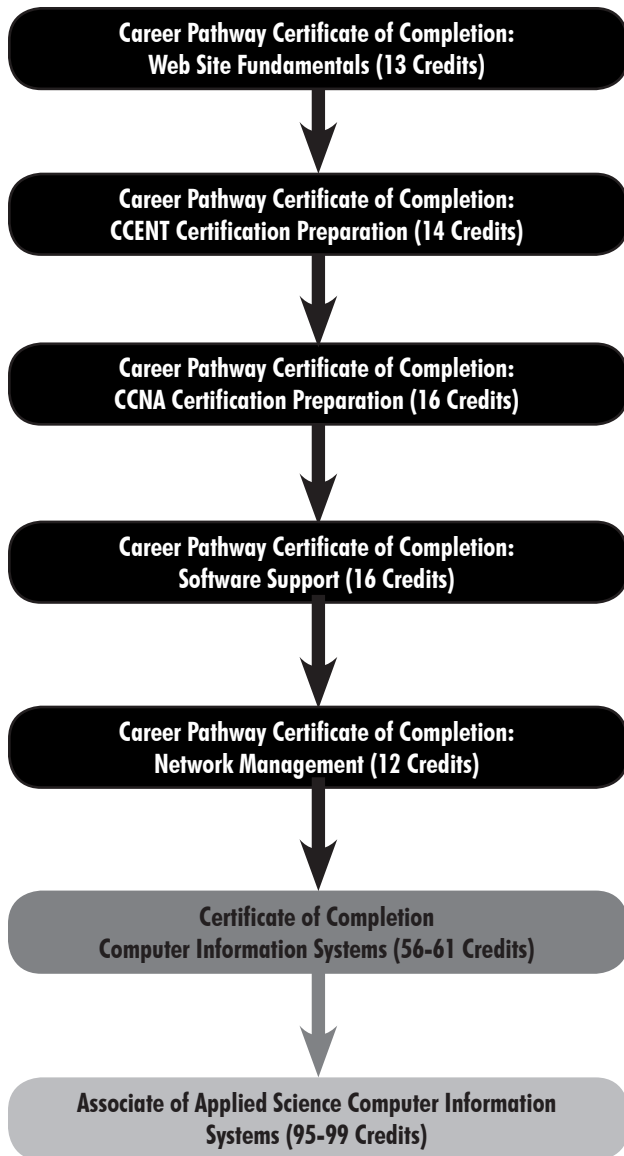 Career Pathway Certificate of Completion:
Web Site Fundamentals (13 Credits)
Career Pathway Certificate of Completion:
CCENT Certification Preparation (14 Credits)
Career Pathway Certificate of Completion:
CCNA Certification Preparation (16 Credits)
Career Pathway Certificate of Completion:
Software Support (16 Credits)
Career Pathway Certificate of Completion:
Network Management (12 Credits)
Certificate of Completion
Computer Information Systems (56-61 Credits)
Associate of Applied Science Computer Information
Systems (95-99 Credits)